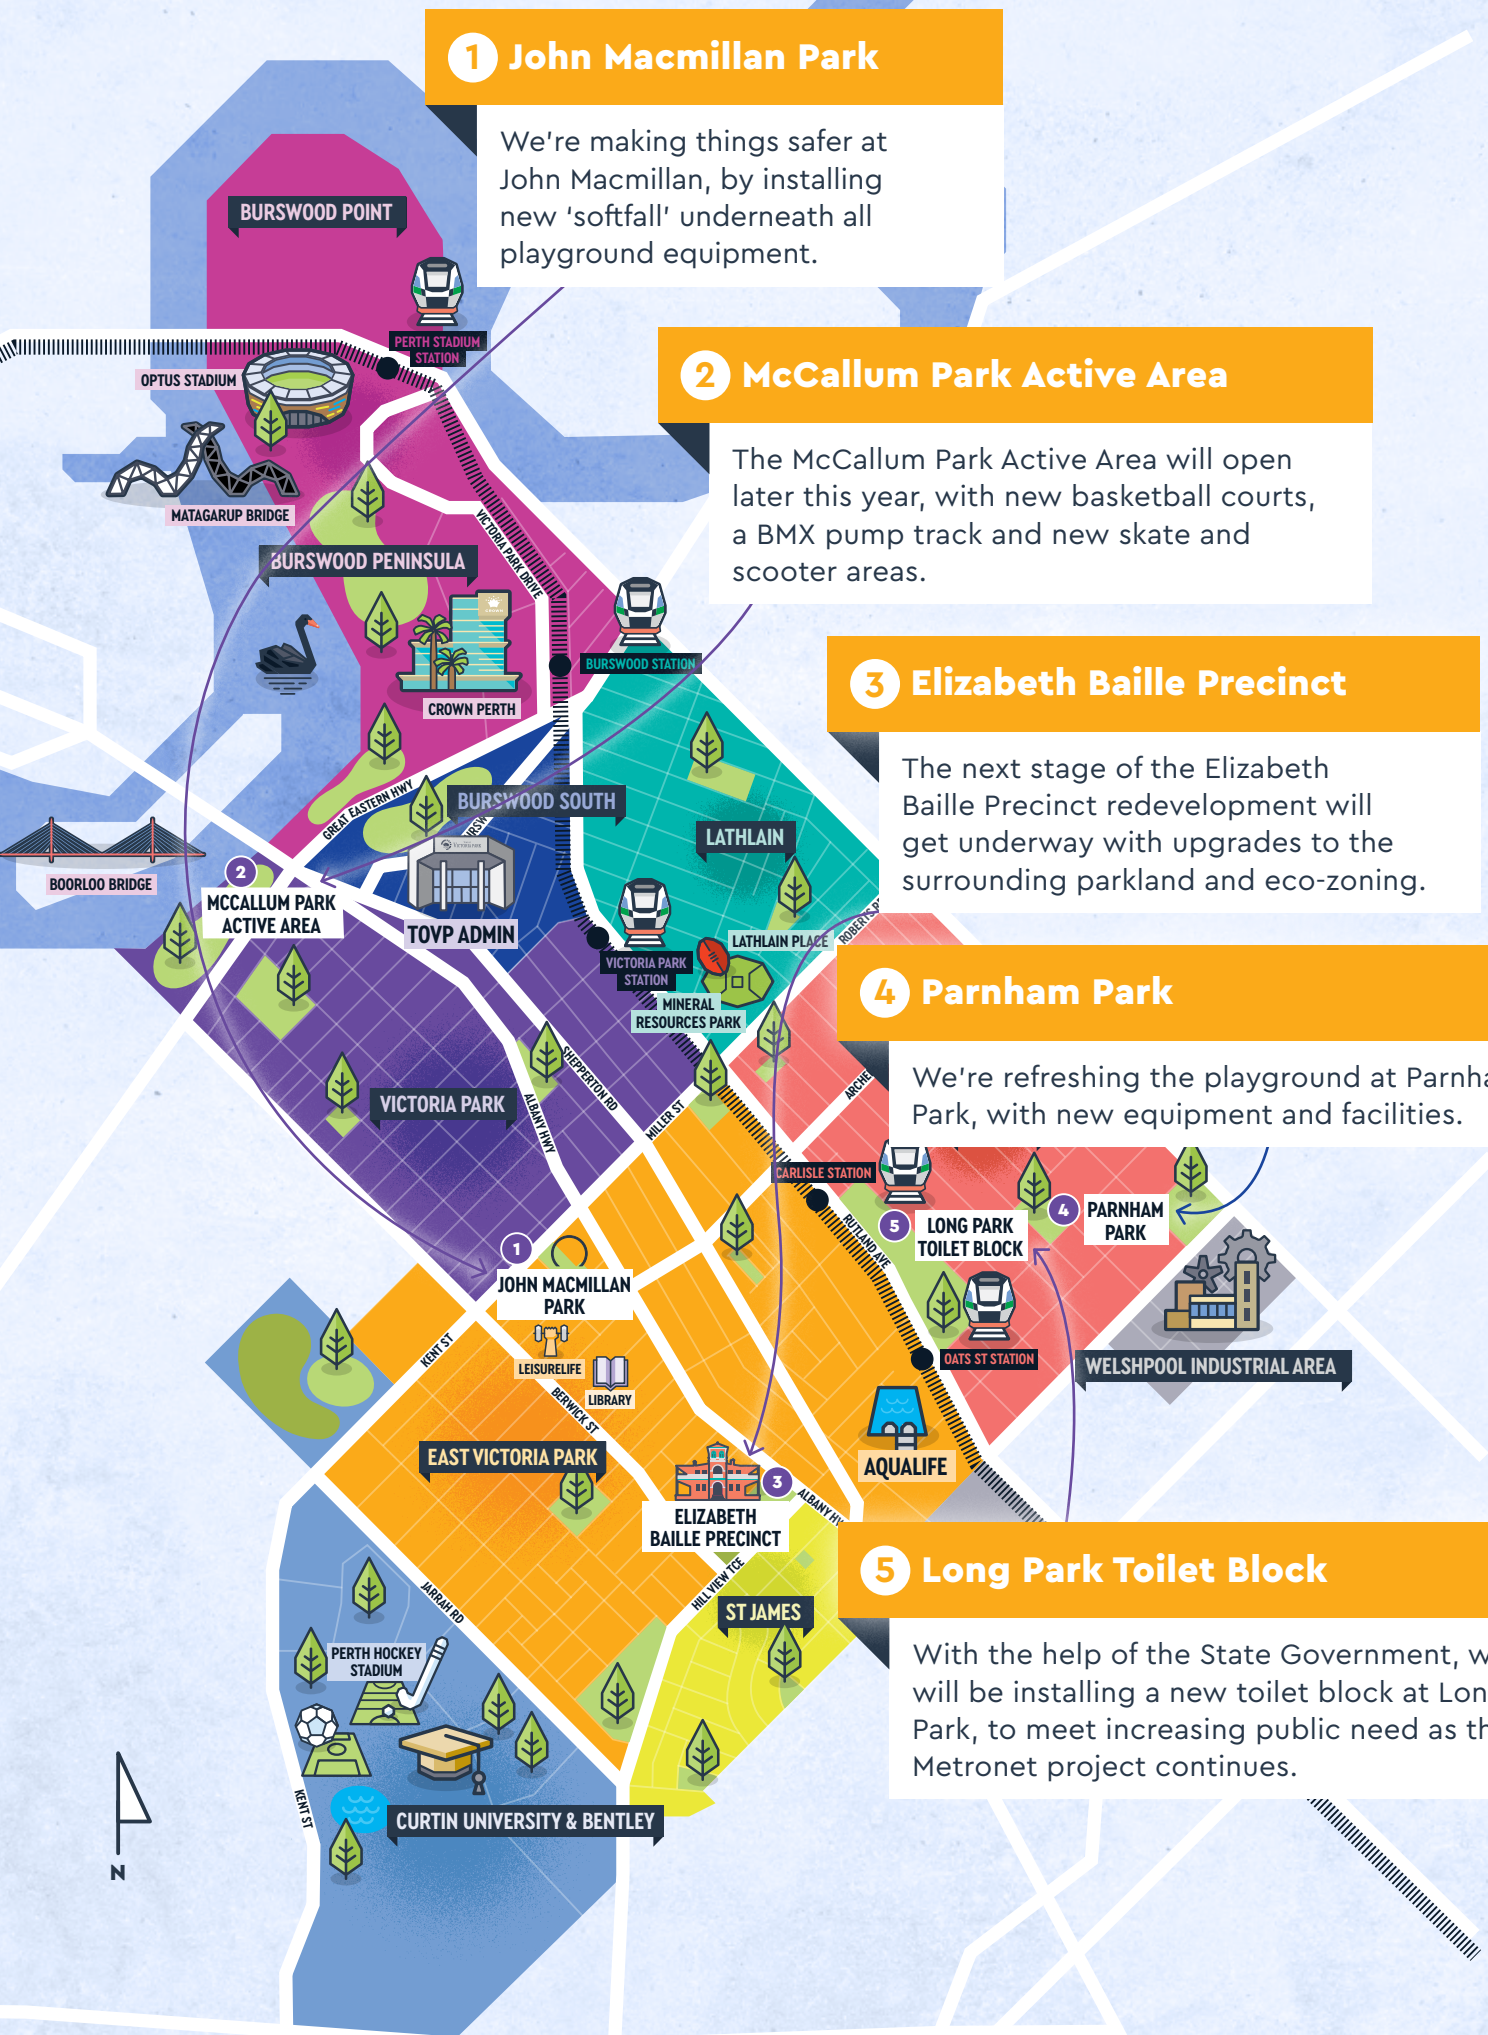 1 John Macmillan Park
We're making things safer at
John Macmillan, by installing
new ‘softfall’ underneath all
playground equipment.
BURSWOOD POINT
PERTH STADIUM
STATION
OPTUS STADIUM
MATAGARUP BRIDGE
2 McCallum Park Active Area
The McCallum Park Active Area will open
later this year, with new basketball courts,
a BMX pump track and new skate and
scooter areas.
VICTORIA PARK DRIVE
BURSWOOD PENINSULA
BURSWOOD STATION
CROWN PERTH
3 Elizabeth Baille Precinct
The next stage of the Elizabeth
Baille Precinct redevelopment will
get underway with upgrades to the
surrounding parkland and eco-zoning.
GREAT EASTERN HWY
BURSWOOD SOUTH
LATHLAIN
BOORLOO BRIDGE
2
MCCALLUM PARK
ACTIVE AREA
VICTORIA PARK
TOVP ADMIN
LATHLAIN PLACE
VICTORIA PARK
STATION
MINERAL
RESOURCES PARK
4 Parnham Park
We're refreshing the playground at Parnha
Park, with new equipment and facilities.
VICTORIA PARK
SHEPPERTON RD
ALBANY HWY
MILLER ST
CARLISLE STATION
RUTLAND AVE
5
LONG PARK
TOILET BLOCK
4
PARNHAM
PARK
1
JOHN MACMILLAN
PARK
LEISURELIFE
LIBRARY
KENT ST
BERWICK ST
OATS ST STATION
WELSHPOOL INDUSTRIAL AREA
EAST VICTORIA PARK
AQUALIFE
3
ELIZABETH
BAILLE PRECINCT
ALBANY HW
HILL VIEW TCE
ST JAMES
JARRAH RD
5 Long Park Toilet Block
With the help of the State Government, w
will be installing a new toilet block at Lon
Park, to meet increasing public need as th
Metronet project continues.
PERTH HOCKEY
STADIUM
KENT ST
CURTIN UNIVERSITY & BENTLEY
N